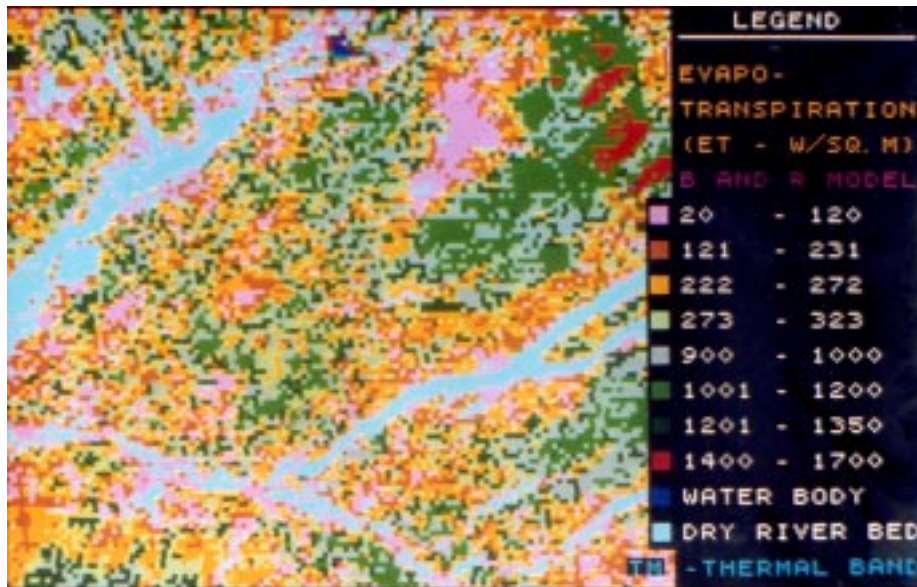 LEGEND
EVAPO-
TRANSPIRATION
(ET - W/SQ. M)
B AND R MODEL
20 - 120
121 - 231
222 - 272
273 - 323
900 - 1000
1001 - 1200
1201 - 1350
1400 - 1700
WATER BODY
DRY RIVER BED
TM -THERMAL BAND